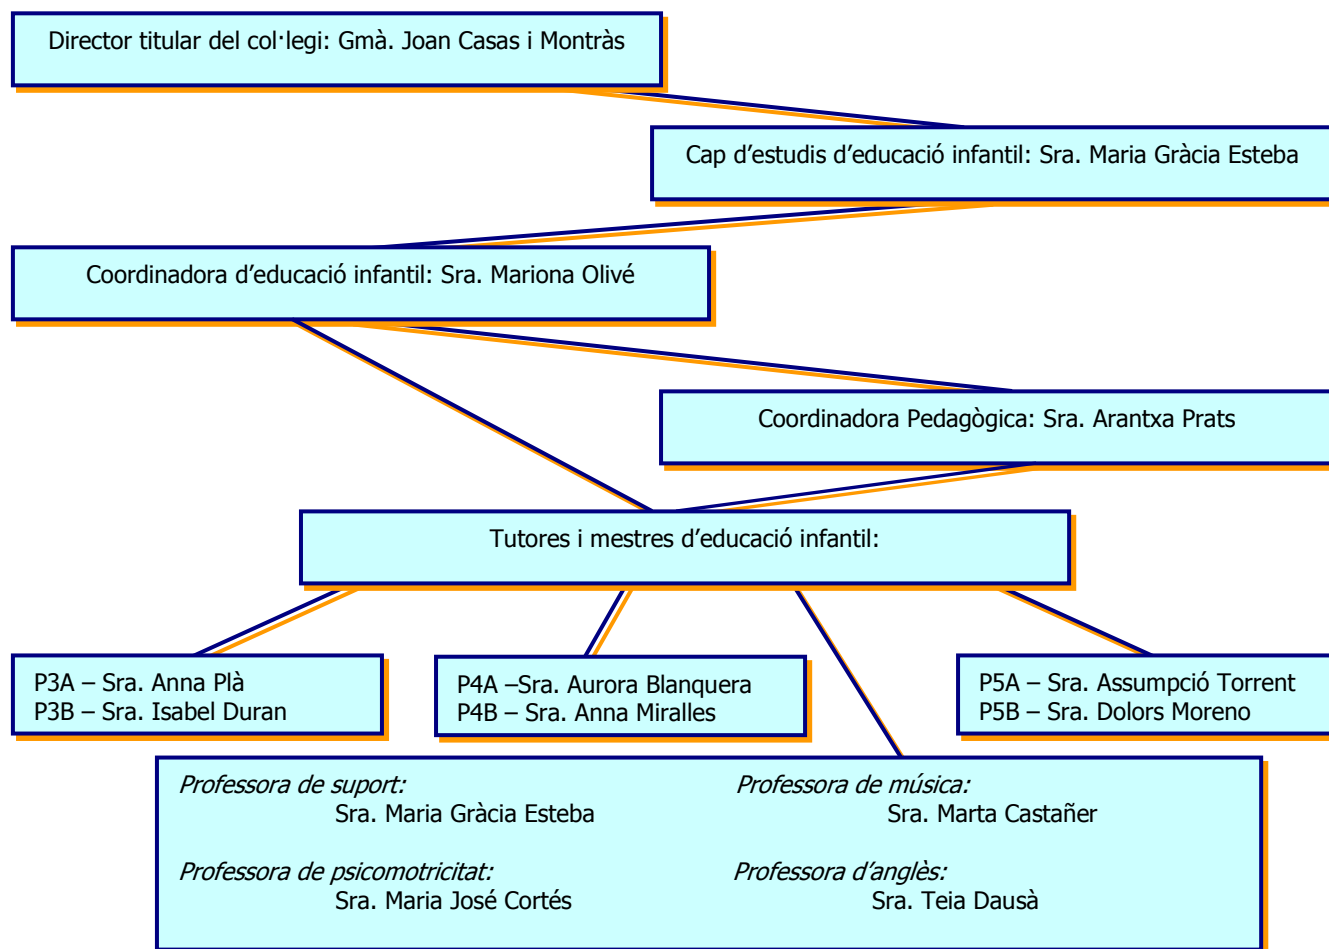 Director titular del col·legi: Gmà. Joan Casas i Montràs
Cap d’estudis d’educació infantil: Sra. Maria Gràcia Esteba
Coordinadora d’educació infantil: Sra. Mariona Olivé
Coordinadora Pedagògica: Sra. Arantxa Prats
Tutores i mestres d’educació infantil:
P3A – Sra. Anna Plà
P3B – Sra. Isabel Duran
P4A –Sra. Aurora Blanquera
P4B – Sra. Anna Miralles
P5A – Sra. Assumpció Torrent
P5B – Sra. Dolors Moreno
Professora de suport:
Sra. Maria Gràcia Esteba
Professora de música:
Sra. Marta Castañer
Professora de psicomotricitat:
Sra. Maria José Cortés
Professora d’anglès:
Sra. Teia Dausà